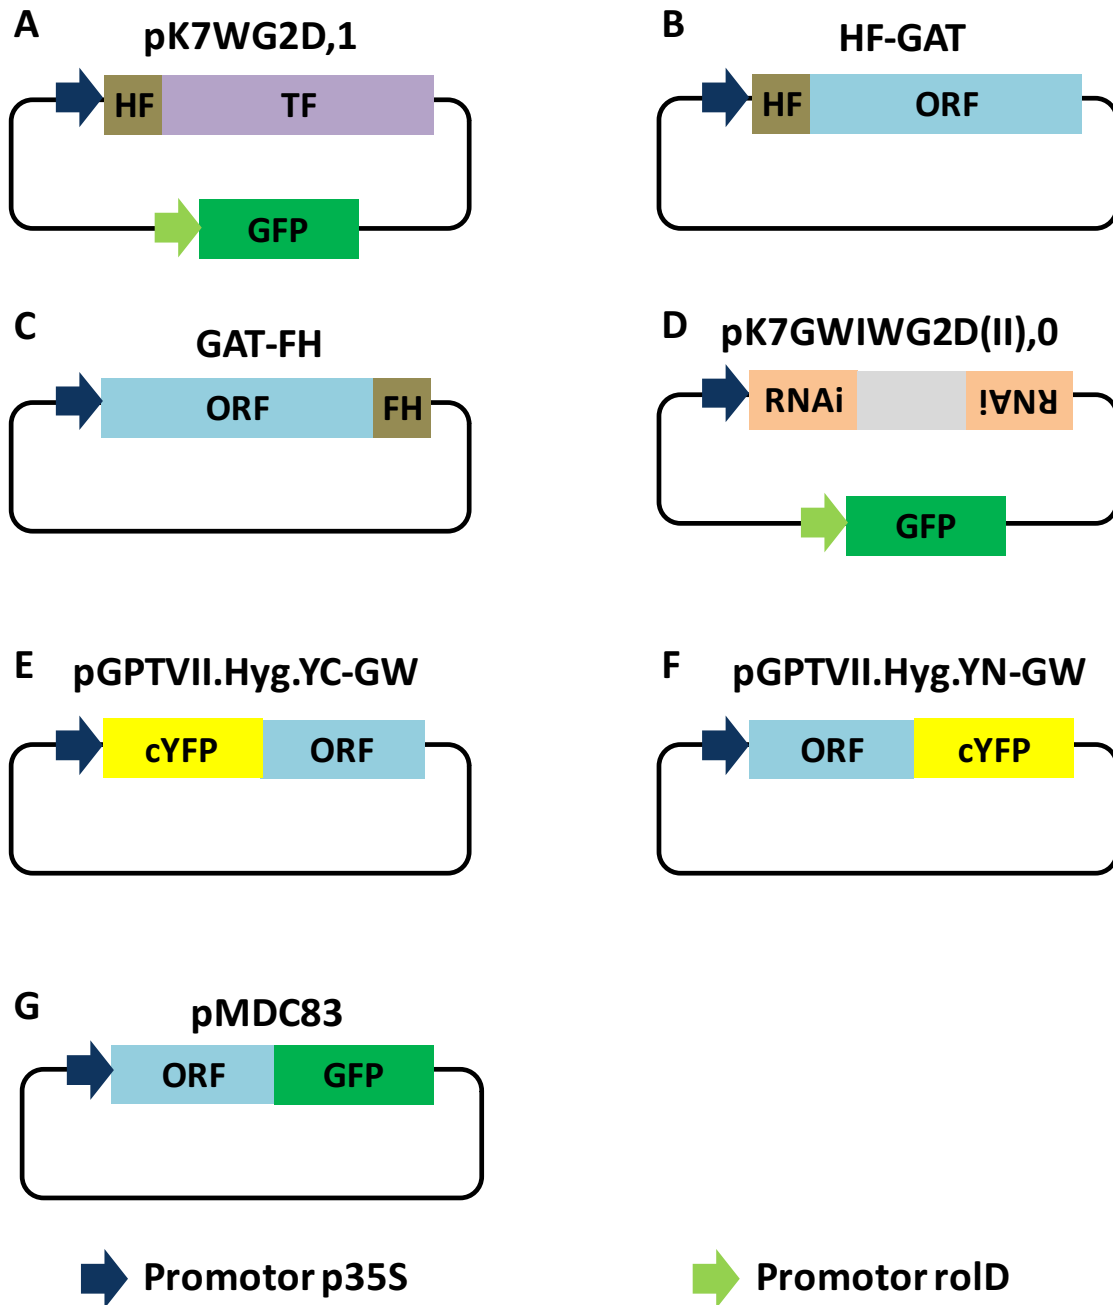 A
pK7WG2D,1
HF TF
GFP
B
HF-GAT
HF ORF
C
GAT-FH
ORF FH
D
pK7GWIWG2D(II),0
RNAi RNAi
GFP
E
pGPTVII.Hyg.YC-GW
cYFP ORF
F
pGPTVII.Hyg.YN-GW
ORF cYFP
G
pMDC83
ORF GFP
Promotor p35S
Promotor rolD